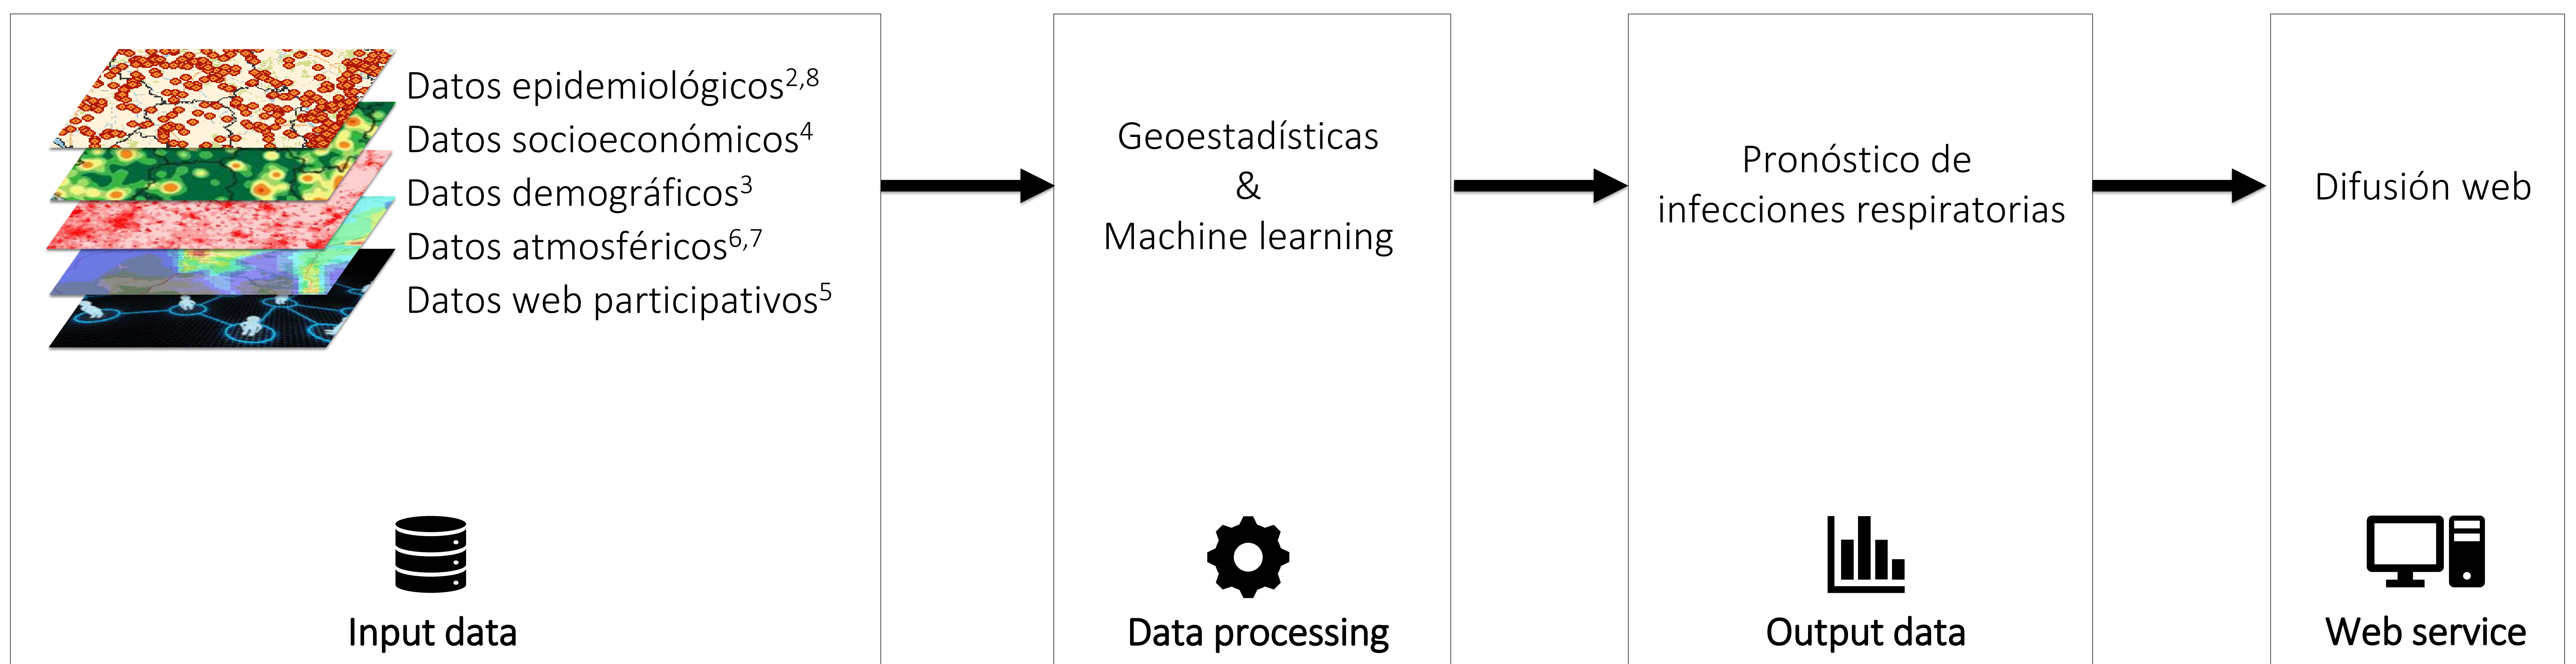 Datos epidemiológicos2,8
Datos socioeconómicos4
Datos demográficos3
Datos atmosféricos6,7
Datos web participativos5
Input data
Geoestadísticas
&
Machine learning
Data processing
Pronóstico de
infecciones respiratorias
Output data
Difusión web
Web service